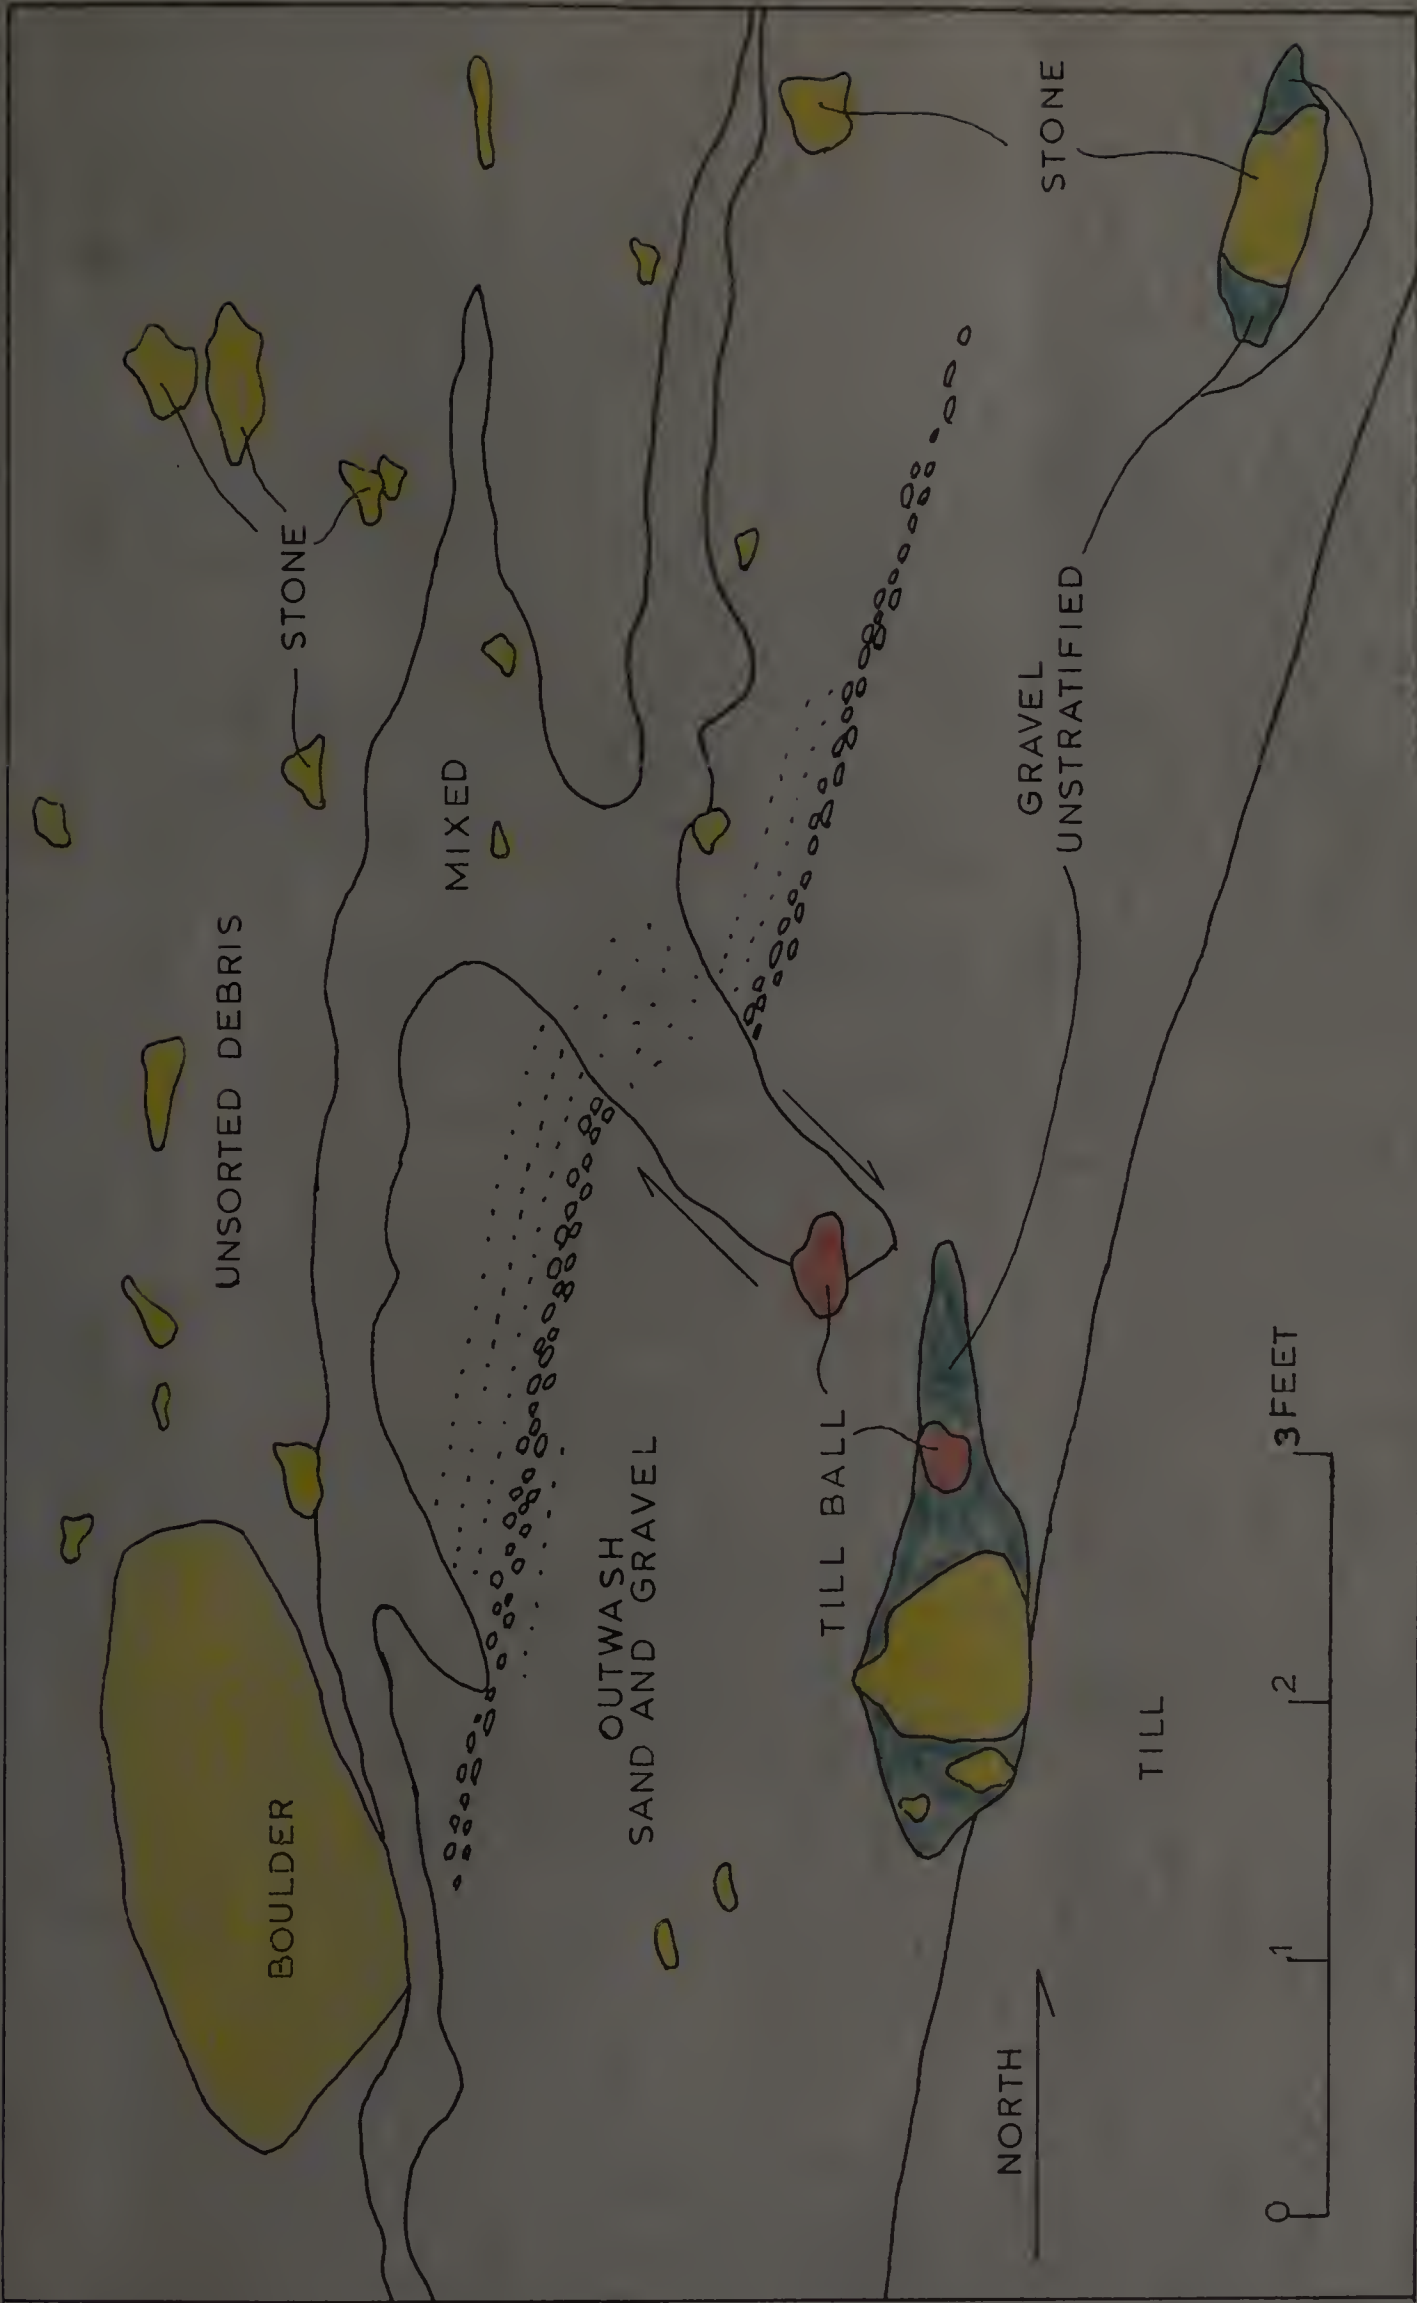 UNSORTED DEBRIS
BOULDER
STONE
MIXED
OUTWASH
SAND AND GRAVEL
TILL BALL
STONE
GRAVEL
UNSTRATIFIED
NORTH
TILL
0 1 2 3 FEET